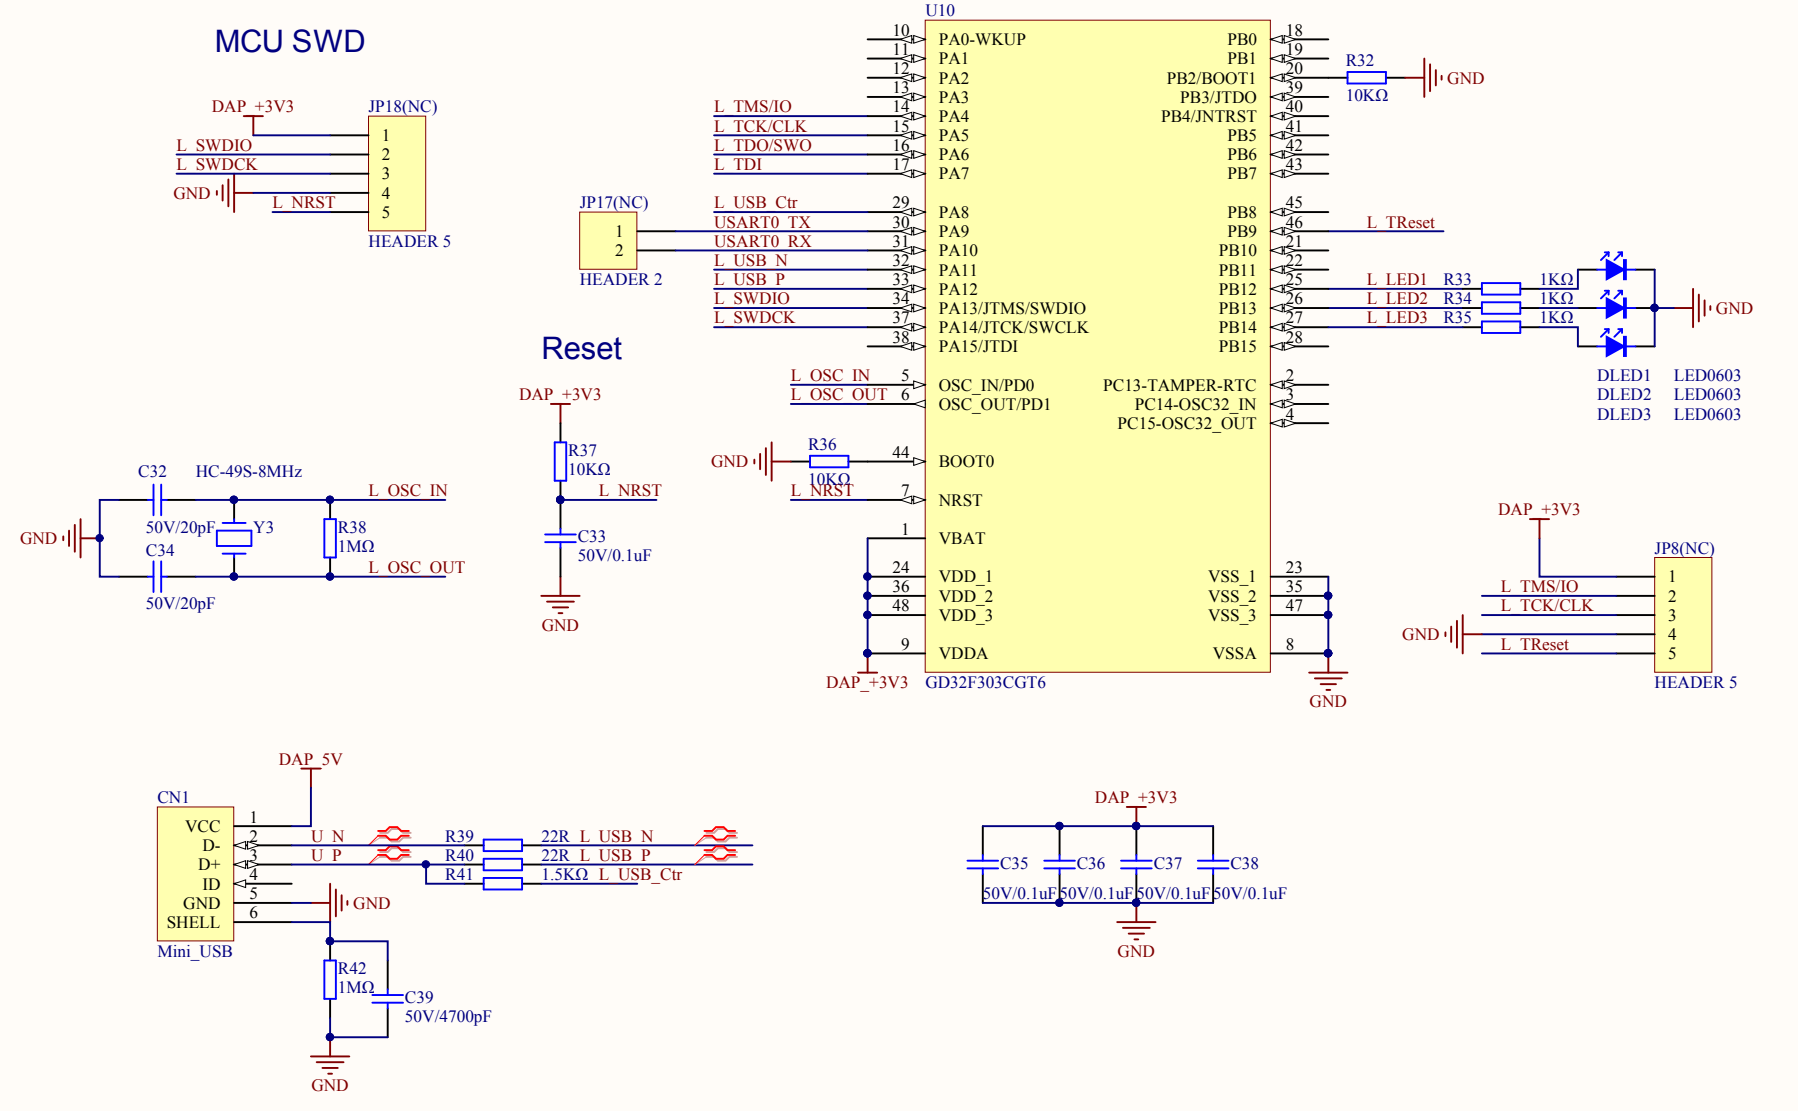 MCU SWD
DAP_+3V3
JP18(NC)
1
L_SWDIO 2
L_SWDCK 3
GND 4
L_NRST 5
HEADER 5
JP17(NC)
1
2
HEADER 2
Reset
DAP_+3V3
R37
10KΩ
L_NRST
C33
50V/0.1uF
GND
C32 HC-49S-8MHz
L_OSC_IN
50V/20pF
GND
Y3
R38
1MΩ
C34
L_OSC_OUT
50V/20pF
U10
10 PA0-WKUP
11 PA1
12 PA2
13 PA3
L_TMS/IO 14 PA4
L_TCK/CLK 15 PA5
L_TDO/SWO 16 PA6
L_TDI 17 PA7
L_USB_Ctr 29 PA8
USART0_TX 30 PA9
USART0_RX 31 PA10
L_USB_N 32 PA11
L_USB_P 33 PA12
L_SWDIO 34 PA13/JTMS/SWDIO
L_SWDCK 37 PA14/JTCK/SWCLK
38 PA15/JTDI
L_OSC_IN 5 OSC_IN/PD0
L_OSC_OUT 6 OSC_OUT/PD1
R36
GND 44 BOOT0
10KΩ
L_NRST 7 NRST
1 VBAT
24 VDD_1
36 VDD_2
48 VDD_3
9 VDDA
DAP_+3V3
GD32F303CGT6
PB0 18
PB1 19
PB2/BOOT1 20
R32
10KΩ
GND
PB3/JTDO 39
PB4/JNTRST 40
PB5 41
PB6 42
PB7 43
PB8 45
PB9 46 L_TReset
PB10 21
PB11 22
PB12 25 L_LED1 R33 1KΩ
PB13 26 L_LED2 R34 1KΩ
PB14 27 L_LED3 R35 1KΩ
PB15 28
GND
DLED1 LED0603
DLED2 LED0603
DLED3 LED0603
PC13-TAMPER-RTC 2
PC14-OSC32_IN 3
PC15-OSC32_OUT 4
VSS_1 23
VSS_2 35
VSS_3 47
VSSA 8
GND
DAP_+3V3
JP8(NC)
1
L_TMS/IO 2
L_TCK/CLK 3
GND 4
L_TReset 5
HEADER 5
DAP_5V
CN1
VCC 1
D- 2 U_N R39 22R L_USB_N
D+ 3 U_P R40 22R L_USB_P
ID 4 R41 1.5KΩ L_USB_Ctr
GND 5 GND
SHELL 6
Mini_USB
R42
1MΩ
C39
50V/4700pF
GND
DAP_+3V3
C35 C36 C37 C38
50V/0.1uF 50V/0.1uF 50V/0.1uF 50V/0.1uF
GND